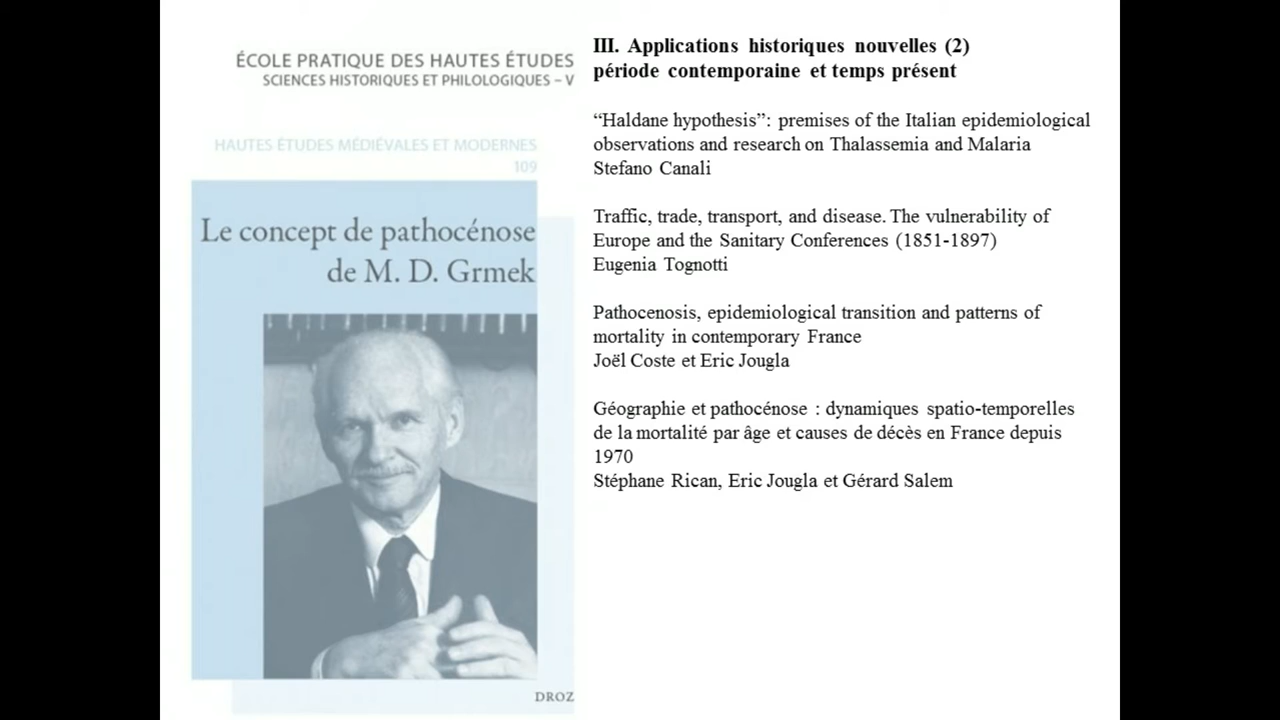 ÉCOLE PRATIQUE DES HAUTES ÉTUDES
SCIENCES HISTORIQUES ET PHILOLOGIQUES – V
HAUTES ÉTUDES MÉDIÉVALES ET MODERNES
109
Le concept de pathocénose
de M. D. Grmek
DROZ
III. Applications historiques nouvelles (2)
période contemporaine et temps présent
“Haldane hypothesis”: premises of the Italian epidemiological
observations and research on Thalassemia and Malaria
Stefano Canali
Traffic, trade, transport, and disease. The vulnerability of
Europe and the Sanitary Conferences (1851-1897)
Eugenia Tognotti
Pathocenosis, epidemiological transition and patterns of
mortality in contemporary France
Joël Coste et Eric Jougla
Géographie et pathocénose : dynamiques spatio-temporelles
de la mortalité par âge et causes de décès en France depuis
1970
Stéphane Rican, Eric Jougla et Gérard Salem